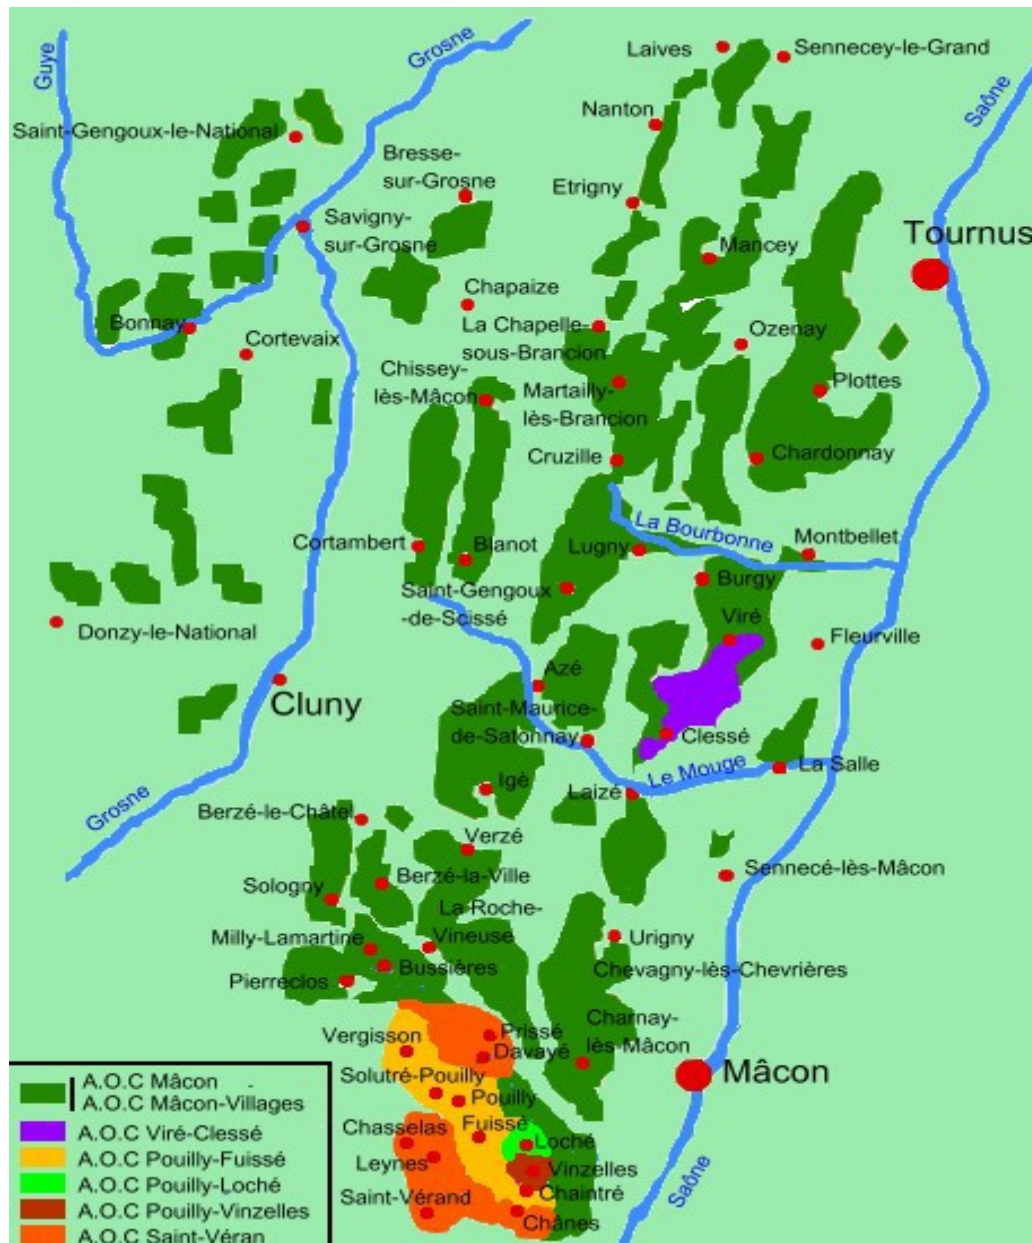 Guye
Grosne
Laives
Sennecey-le-Grand
Saône
Saint-Gengoux-le-National
Nanton
Bresse-
sur-Grosne
Etrigny
Savigny-
sur-Grosne
Mancey
Tournus
Chapaize
Bonnay
La Chapelle-
sous-Brancion
Ozenay
Cortevaix
Chissey-
lès-Mâcon
Martailly-
lès-Brancion
Plottes
Cruzille
Chardonnay
La Bourbonne
Montbellet
Cortambert
Blanot
Lugny
Burgy
Saint-Gengoux
-de-Scissé
Viré
Donzy-le-National
Fleurville
Azé
Cluny
Saint-Maurice-
de-Satonnay
Clessé
Le Mouge
La Salle
Igè
Laizé
Grosne
Berzé-le-Châtel
Verzé
Sennecé-lès-Mâcon
Berzé-la-Ville
Sologny
La Roche-
Vineuse
Milly-Lamartine
Urigny
Bussières
Chevagny-lès-Chevrières
Pierreclos
Charnay-
lès-Mâcon
Vergisson
Prissé
Davayé
Mâcon
Solutré-Pouilly
Pouilly
Fuissé
Chasselas
Loché
Leynes
Vinzelles
Saône
Saint-Vérand
Chaintré
Chânes
A.O.C Mâcon
A.O.C Mâcon-Villages
A.O.C Viré-Clessé
A.O.C Pouilly-Fuissé
A.O.C Pouilly-Loché
A.O.C Pouilly-Vinzelles
A.O.C Saint-Véran